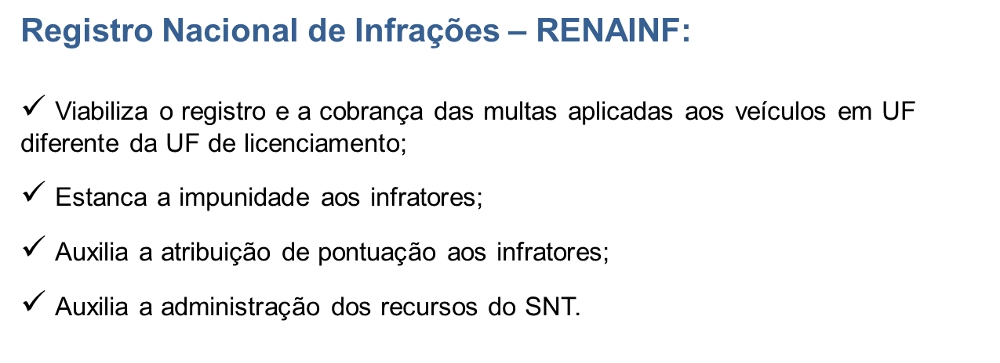 Registro Nacional de Infrações – RENAINF:
✓ Viabiliza o registro e a cobrança das multas aplicadas aos veículos em UF
diferente da UF de licenciamento;
✓ Estanca a impunidade aos infratores;
✓ Auxilia a atribuição de pontuação aos infratores;
✓ Auxilia a administração dos recursos do SNT.